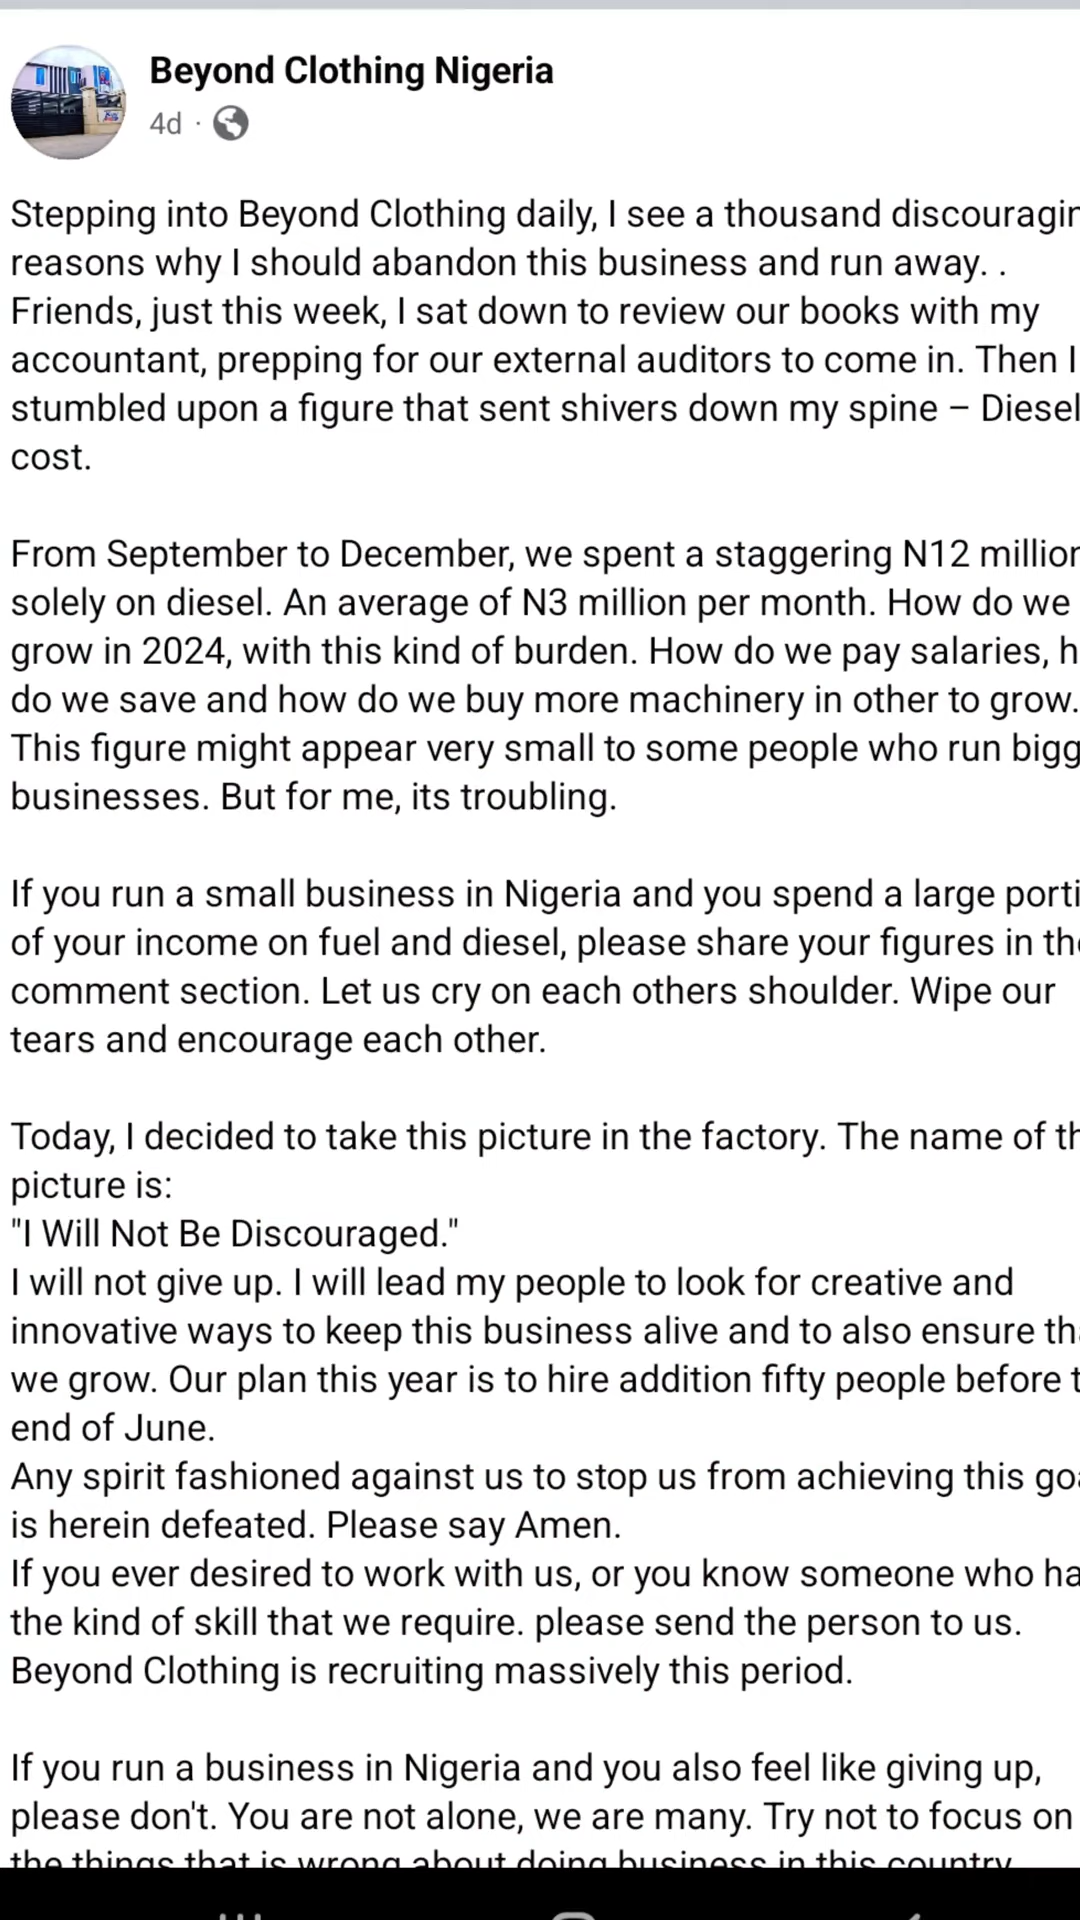 Beyond Clothing Nigeria
4d ·
Stepping into Beyond Clothing daily, I see a thousand discouragin
reasons why I should abandon this business and run away. .
Friends, just this week, I sat down to review our books with my
accountant, prepping for our external auditors to come in. Then I
stumbled upon a figure that sent shivers down my spine – Diesel
cost.
From September to December, we spent a staggering N12 million
solely on diesel. An average of N3 million per month. How do we
grow in 2024, with this kind of burden. How do we pay salaries, h
do we save and how do we buy more machinery in other to grow.
This figure might appear very small to some people who run bigg
businesses. But for me, its troubling.
If you run a small business in Nigeria and you spend a large porti
of your income on fuel and diesel, please share your figures in the
comment section. Let us cry on each others shoulder. Wipe our
tears and encourage each other.
Today, I decided to take this picture in the factory. The name of th
picture is:
"I Will Not Be Discouraged."
I will not give up. I will lead my people to look for creative and
innovative ways to keep this business alive and to also ensure tha
we grow. Our plan this year is to hire addition fifty people before t
end of June.
Any spirit fashioned against us to stop us from achieving this goa
is herein defeated. Please say Amen.
If you ever desired to work with us, or you know someone who ha
the kind of skill that we require. please send the person to us.
Beyond Clothing is recruiting massively this period.
If you run a business in Nigeria and you also feel like giving up,
please don't. You are not alone, we are many. Try not to focus on
the things that is wrong about doing business in this country